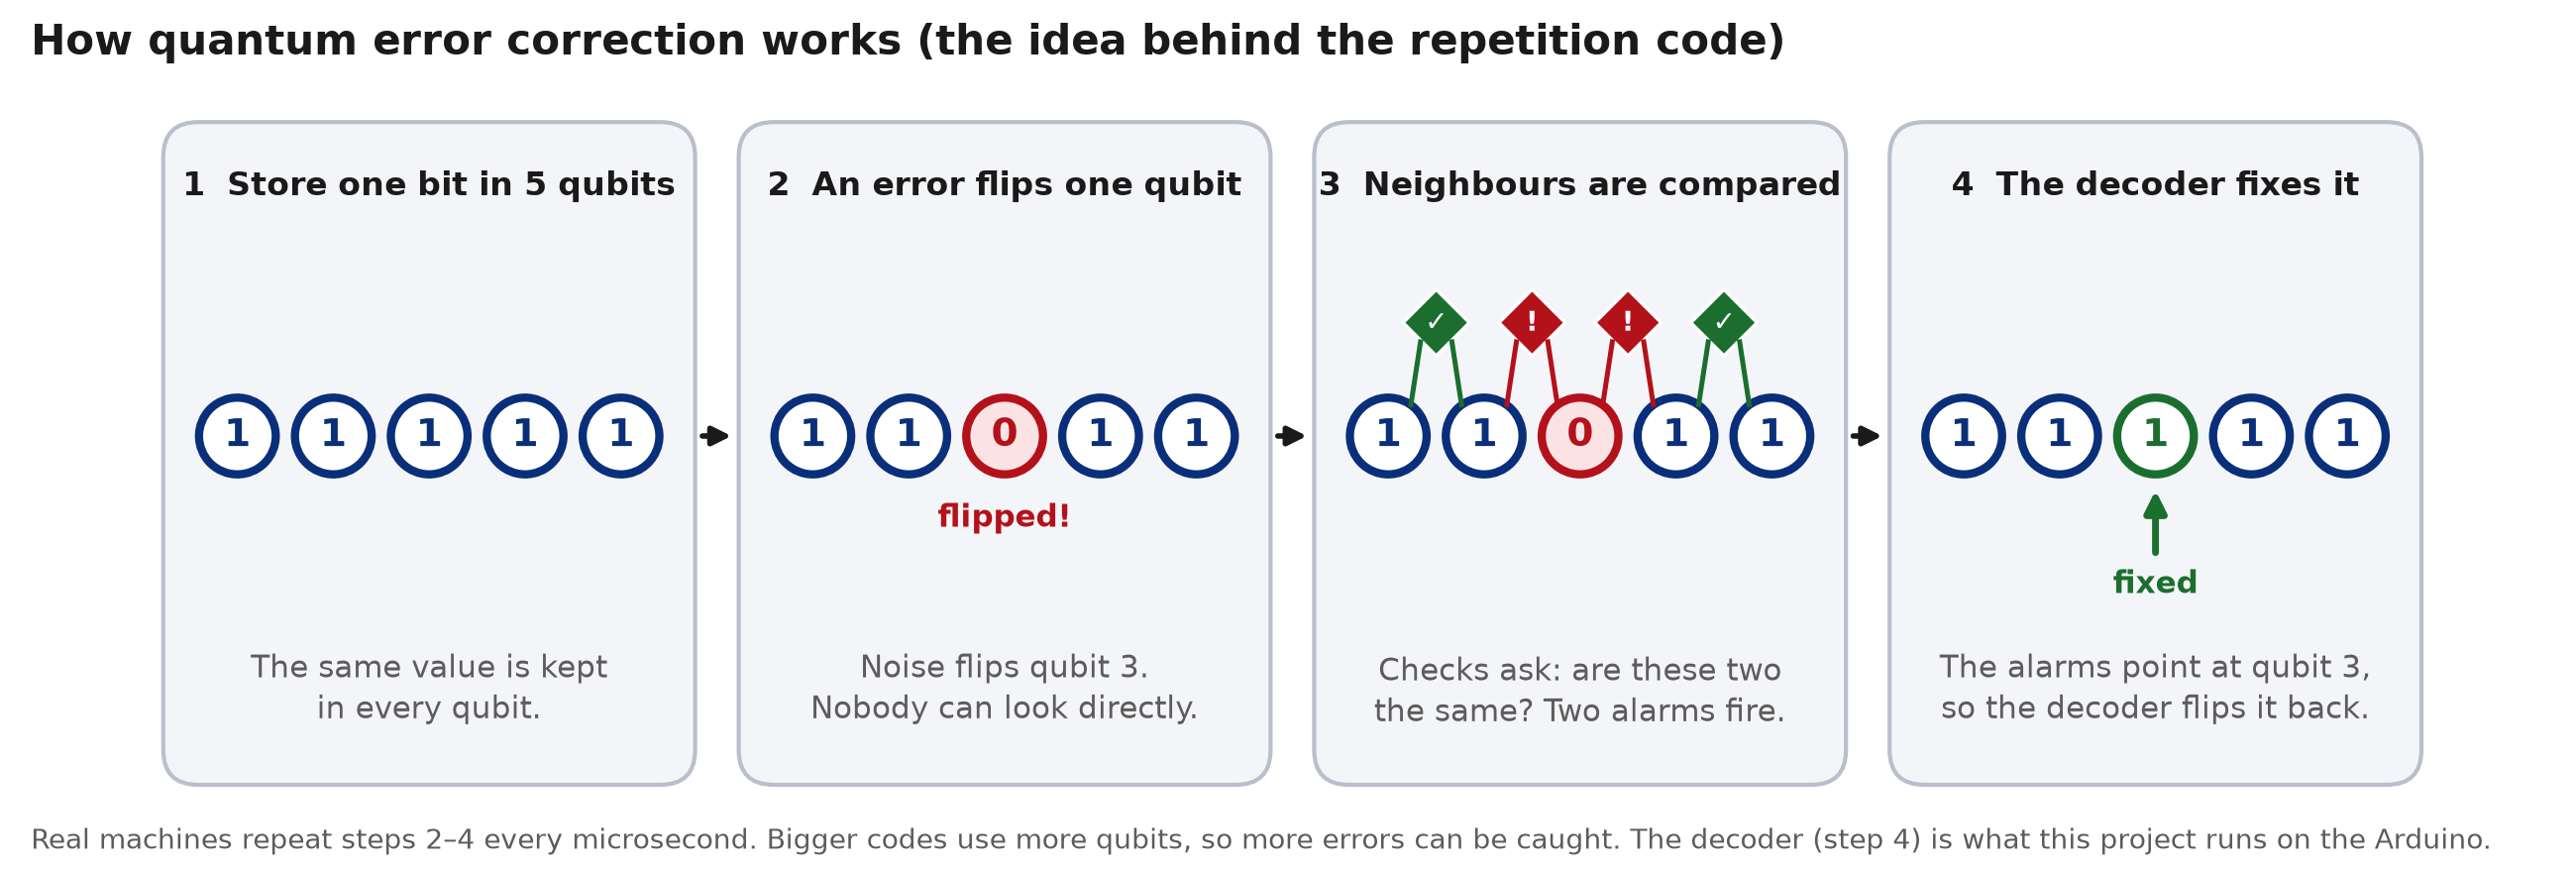 How quantum error correction works (the idea behind the repetition code)
1 Store one bit in 5 qubits
1 1 1 1 1
The same value is kept
in every qubit.
2 An error flips one qubit
1 1 0 1 1
flipped!
Noise flips qubit 3.
Nobody can look directly.
3 Neighbours are compared
✓ ! ! ✓
1 1 0 1 1
Checks ask: are these two
the same? Two alarms fire.
4 The decoder fixes it
1 1 1 1 1
fixed
The alarms point at qubit 3,
so the decoder flips it back.
Real machines repeat steps 2–4 every microsecond. Bigger codes use more qubits, so more errors can be caught. The decoder (step 4) is what this project runs on the Arduino.